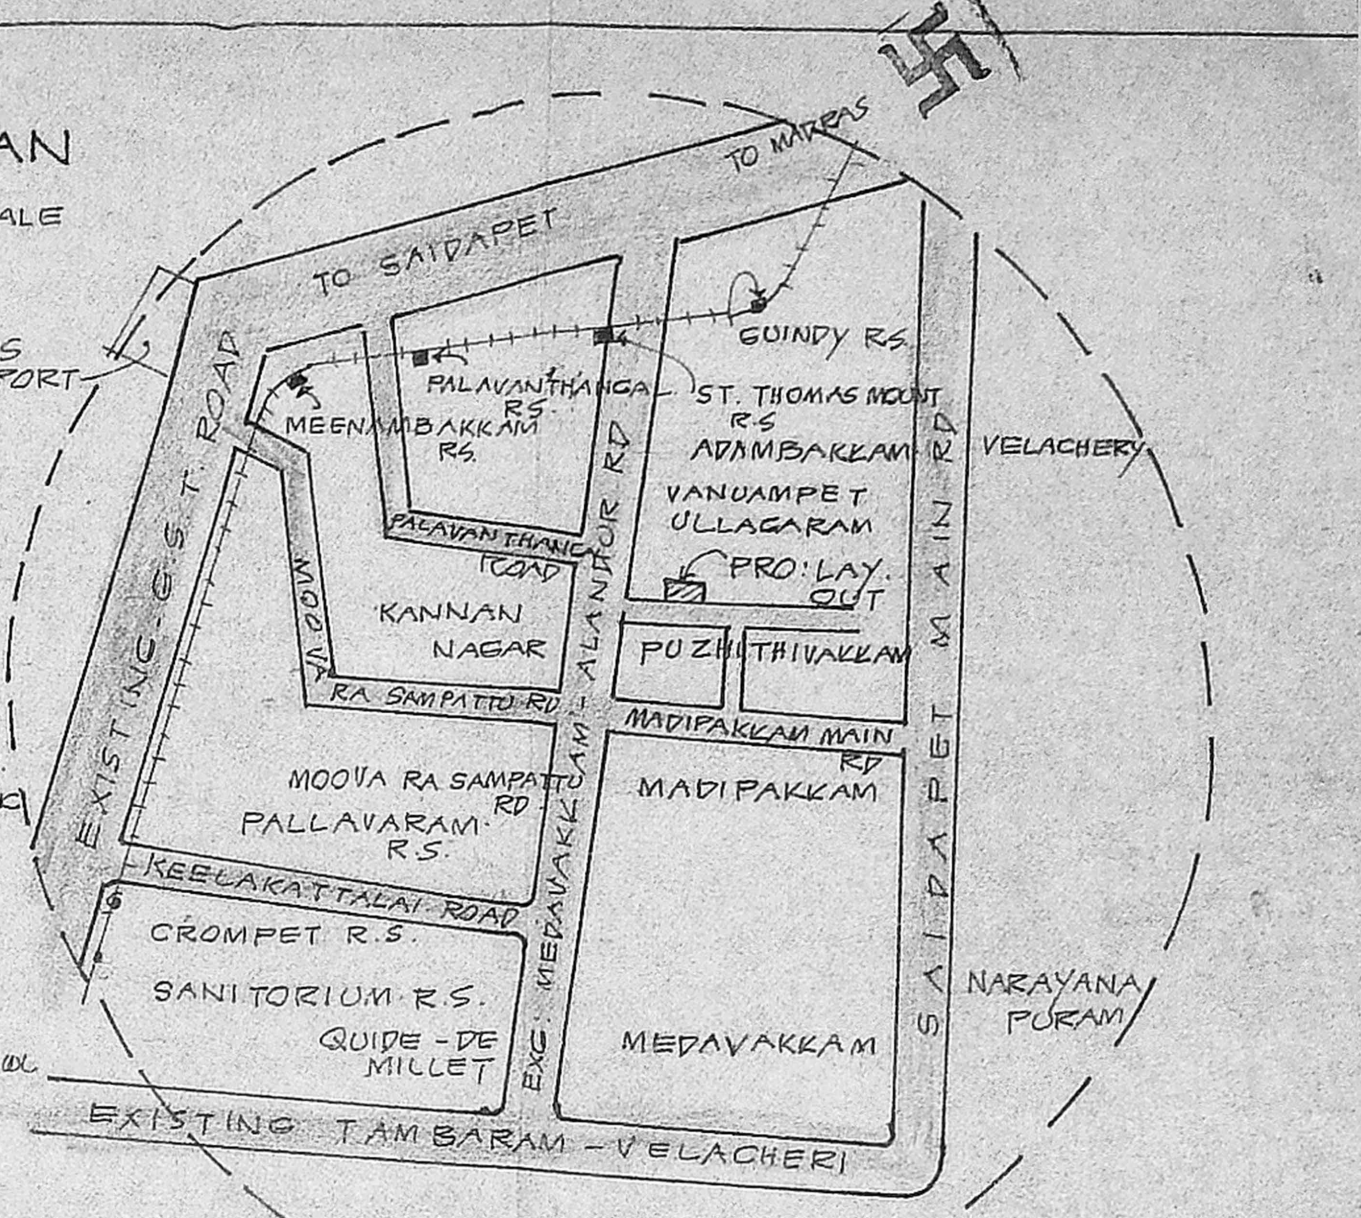 AN
ALE
TO MADRAS
TO SAIDAPET
S
PORT
GUINDY R.S.
PALAVANTHANGAL
R.S.
ST. THOMAS MOUNT
R.S
MEENAMBAKKAM
RS.
ADAMBAKKAM
VELACHERY
VANUAMPET
ULLAGARAM
PALAVANTHANGA
ROAD
PRO: LAY.
OUT
KANNAN
NAGAR
PUZHITHIVAKKAM
MOOVA
RA SAMPATTU RD
MADIPAKKAM MAIN
RD
EXISTING G.S.T. ROAD
EXG: MEDAVAKKAM - ALANDUR RD
SAIDAPET MAIN RD
MOOVA RA SAMPATTU
RD
MADIPAKKAM
PALLAVARAM
R.S.
KEELAKATTALAI ROAD
CROMPET R.S.
SANITORIUM R.S.
NARAYANA
PURAM
QUIDE-DE
MILLET
MEDAVAKKAM
EXISTING TAMBARAM - VELACHERI